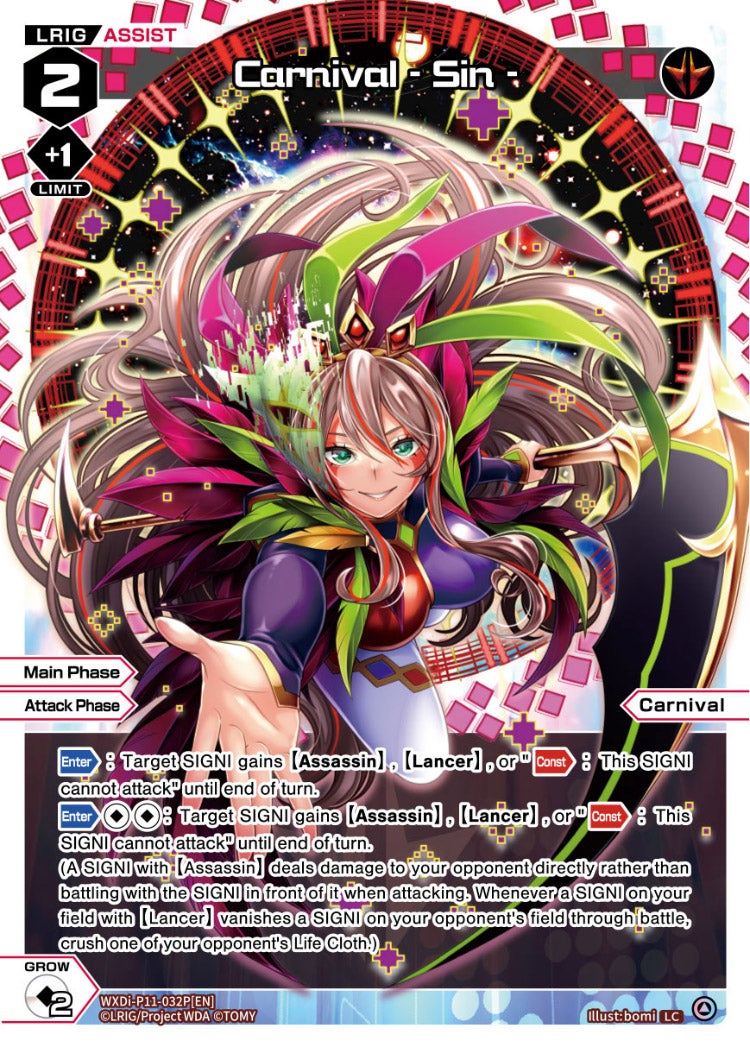 LRIG ASSIST
Carnival - Sin -
2
+1
LIMIT
Main Phase
Attack Phase
Carnival
Enter : Target SIGNI gains 【Assassin】, 【Lancer】, or " Const : This SIGNI
cannot attack" until end of turn.
Enter ◆ ◆ : Target SIGNI gains 【Assassin】, 【Lancer】, or " Const : This
SIGNI cannot attack" until end of turn.
(A SIGNI with 【Assassin】 deals damage to your opponent directly rather than
battling with the SIGNI in front of it when attacking. Whenever a SIGNI on your
field with 【Lancer】 vanishes a SIGNI on your opponent's field through battle,
crush one of your opponent's Life Cloth.)
GROW
2
WXDi-P11-032P[EN]
©LRIG/Project WDA ©TOMY
Illust:bomi LC